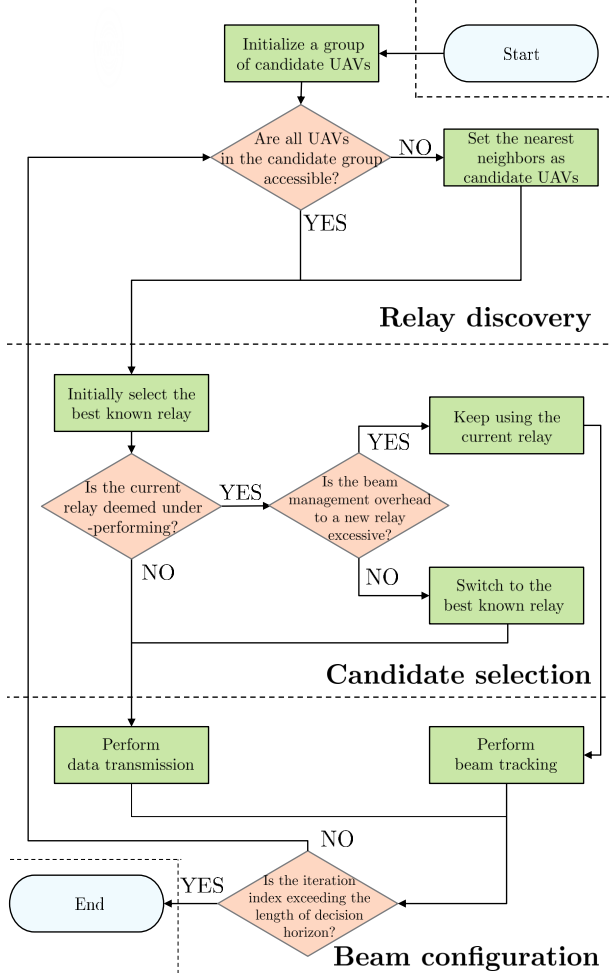 Start
Initialize a group
of candidate UAVs
Are all UAVs
in the candidate group
accessible?
NO
Set the nearest
neighbors as
candidate UAVs
YES
Relay discovery
Initially select the
best known relay
Is the current
relay deemed under
-performing?
YES
Is the beam
management overhead
to a new relay
excessive?
YES
Keep using the
current relay
NO
NO
Switch to the
best known relay
Candidate selection
Perform
data transmission
Perform
beam tracking
NO
Is the iteration
index exceeding the
length of decision
horizon?
YES
End
Beam configuration